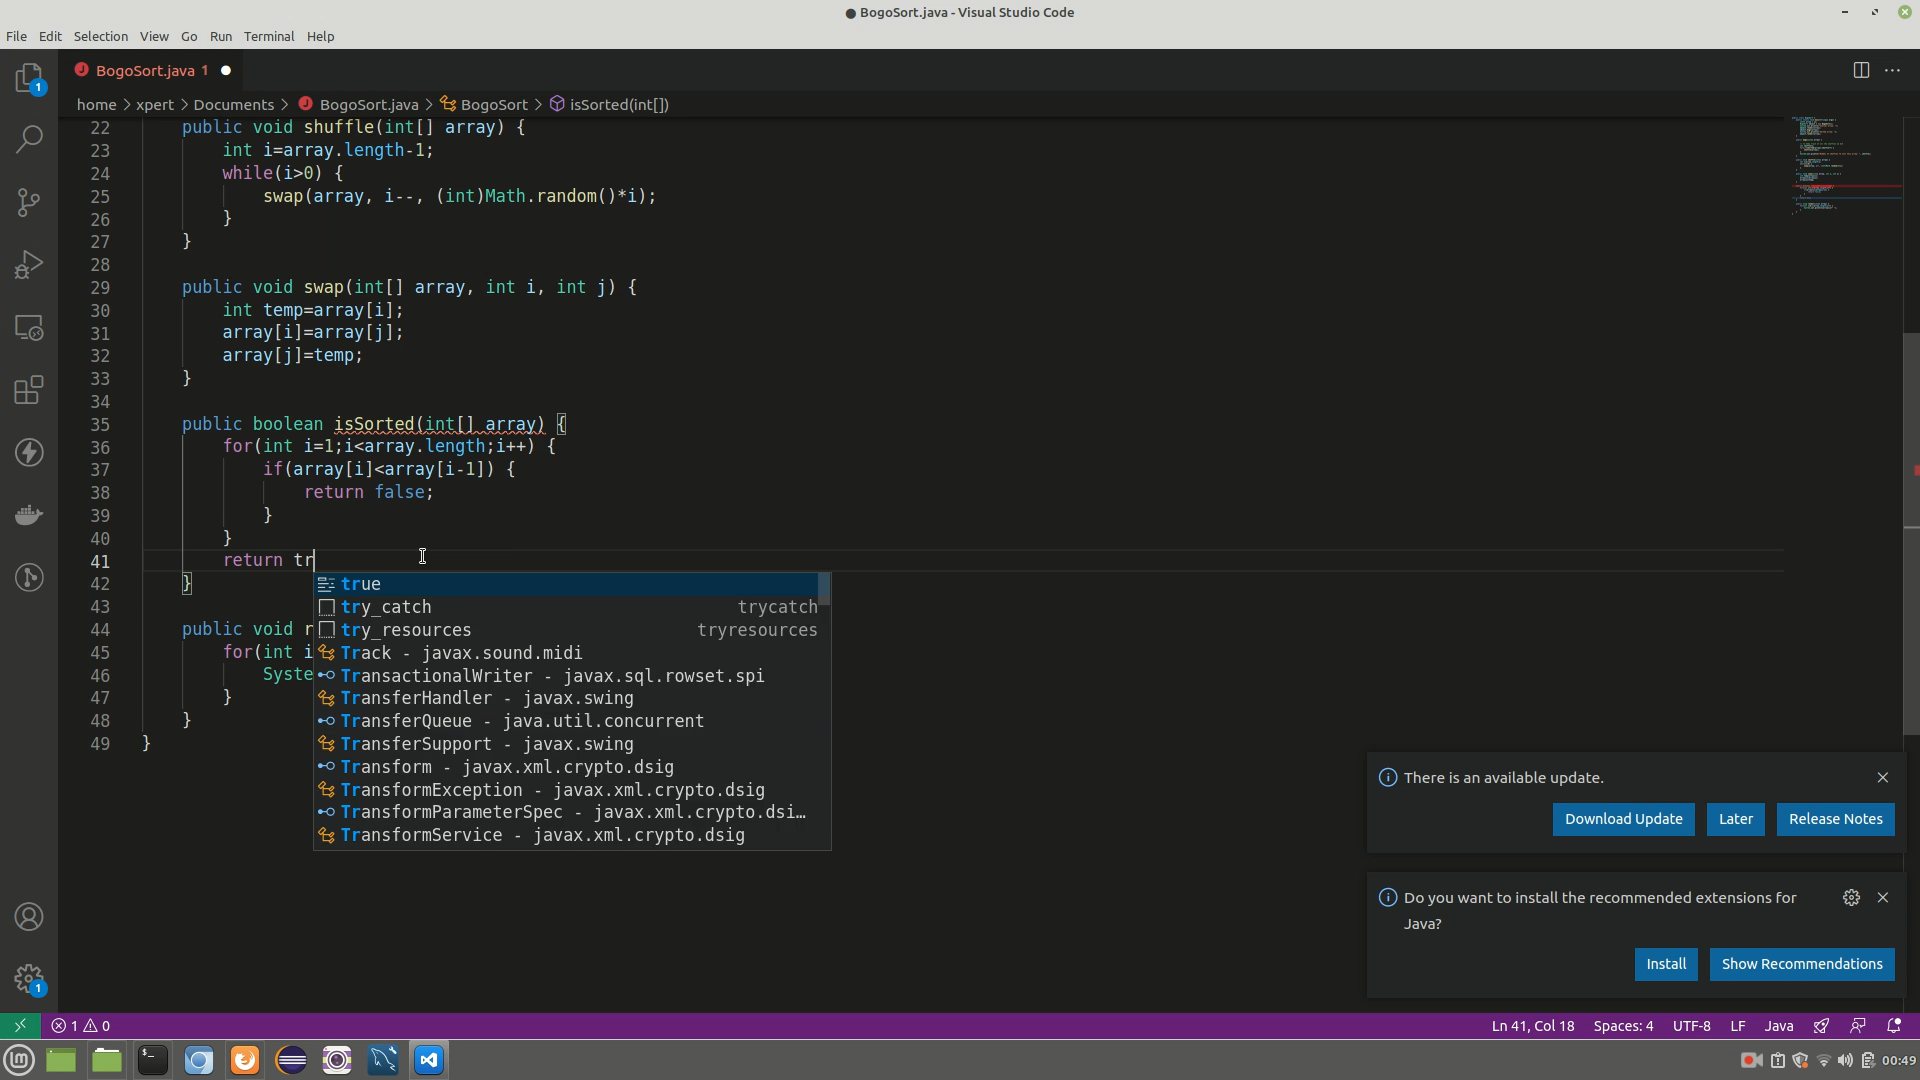 ● BogoSort.java - Visual Studio Code
File Edit Selection View Go Run Terminal Help
BogoSort.java 1 ●
home > xpert > Documents > BogoSort.java > BogoSort > isSorted(int[])
1
22 public void shuffle(int[] array) {
23 int i=array.length-1;
24 while(i>0) {
25 swap(array, i--, (int)Math.random()*i);
26 }
27 }
28
29 public void swap(int[] array, int i, int j) {
30 int temp=array[i];
31 array[i]=array[j];
32 array[j]=temp;
33 }
34
35 public boolean isSorted(int[] array) {
36 for(int i=1;i<array.length;i++) {
37 if(array[i]<array[i-1]) {
38 return false;
39 }
40 }
41 return tr
42 }
43
44 public void
45 for(int i
46 Syste
47 }
48 }
49 }
true
try_catch trycatch
try_resources tryresources
Track - javax.sound.midi
TransactionalWriter - javax.sql.rowset.spi
TransferHandler - javax.swing
TransferQueue - java.util.concurrent
TransferSupport - javax.swing
Transform - javax.xml.crypto.dsig
TransformException - javax.xml.crypto.dsig
TransformParameterSpec - javax.xml.crypto.dsi…
TransformService - javax.xml.crypto.dsig
There is an available update.
Download Update Later Release Notes
Do you want to install the recommended extensions for
Java?
Install Show Recommendations
1
1 0 Ln 41, Col 18 Spaces: 4 UTF-8 LF Java
00:49